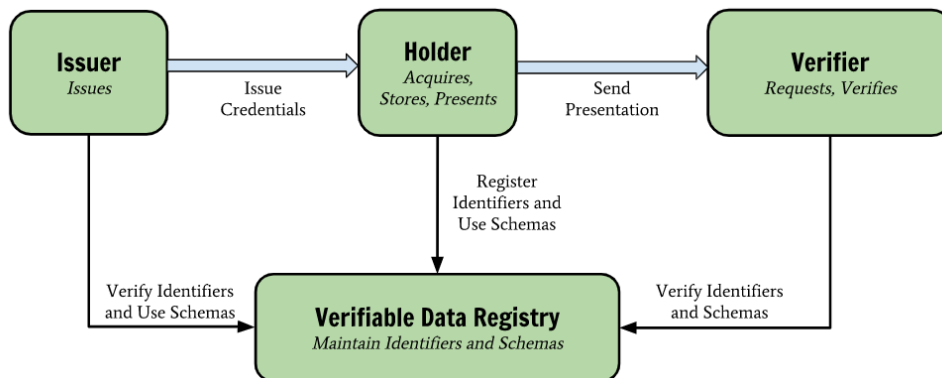 Issuer
Issues
Issue
Credentials
Holder
Acquires,
Stores, Presents
Send
Presentation
Verifier
Requests, Verifies
Register
Identifiers and
Use Schemas
Verify Identifiers
and Use Schemas
Verifiable Data Registry
Maintain Identifiers and Schemas
Verify Identifiers
and Schemas